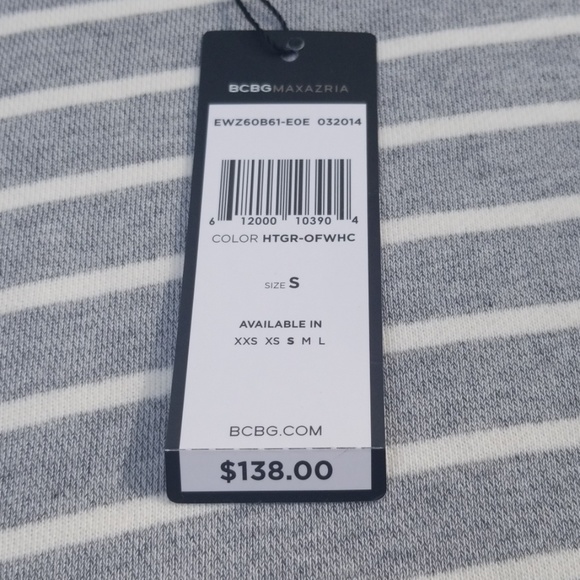 BCBGMAXAZRIA
EWZ60B61-E0E 032014
6 12000 10390 4
COLOR HTGR-OFWHC
SIZE S
AVAILABLE IN
XXS XS S M L
BCBG.COM
$138.00